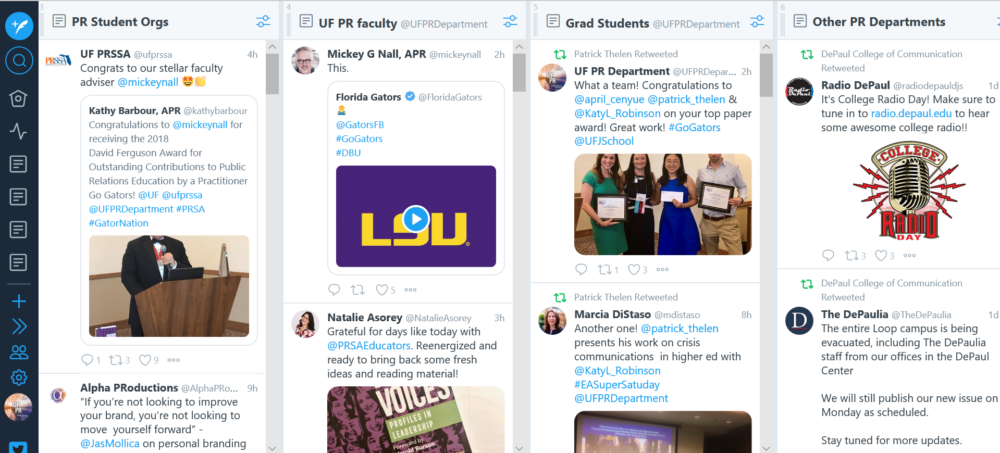 3
PR Student Orgs
UF PRSSA @ufprssa 4h
Congrats to our stellar faculty
adviser @mickeynall 🤩👏
Kathy Barbour, APR @kathybarbour
Congratulations to @mickeynall for
receiving the 2018
David Ferguson Award for
Outstanding Contributions to Public
Relations Education by a Practitioner
Go Gators! @UF @ufprssa
@UFPRDepartment #PRSA
#GatorNation
1 3 9
Alpha PRoductions @AlphaPRo... 9h
“If you’re not looking to improve
your brand, you’re not looking to
move  yourself forward” -
@JasMollica on personal branding
4
UF PR faculty @UFPRDepartment
Mickey G Nall, APR @mickeynall 2h
This.
Florida Gators @FloridaGators
@GatorsFB
#GoGators
#DBU
LSU®
5
Natalie Asorey @NatalieAsorey 3h
Grateful for days like today with
@PRSAEducators. Reenergized and
ready to bring back some fresh
ideas and reading material!
VOICES
PROFILES IN
LEADERSHIP
Foreword by
Harold Burson
5
Grad Students @UFPRDepartment
Patrick Thelen Retweeted
UF PR Department @UFPRDepar... 2h
What a team! Congratulations to
@april_cenyue @patrick_thelen &
@KatyL_Robinson on your top paper
award! Great work! #GoGators
@UFJSchool
PRSA
PRSA
1 3
Patrick Thelen Retweeted
Marcia DiStaso @mdistaso 8h
Another one! @patrick_thelen
presents his work on crisis
communications  in higher ed with
@KatyL_Robinson
#EASuperSatuday
@UFPRDepartment
6
Other PR Departments
DePaul College of Communication
Retweeted
Radio DePaul @radiodepauldjs 1d
It's College Radio Day! Make sure to
tune in to radio.depaul.edu to hear
some awesome college radio!!
COLLEGE
RADIO
DAY
3 3
DePaul College of Communication
Retweeted
The DePaulia @TheDePaulia 1d
The entire Loop campus is being
evacuated, including The DePaulia
staff from our offices in the DePaul
Center
We will still publish our new issue on
Monday as scheduled.
Stay tuned for more updates.
PRSSA
UF
PR
Radio
DePaul
D
α
UF
PR